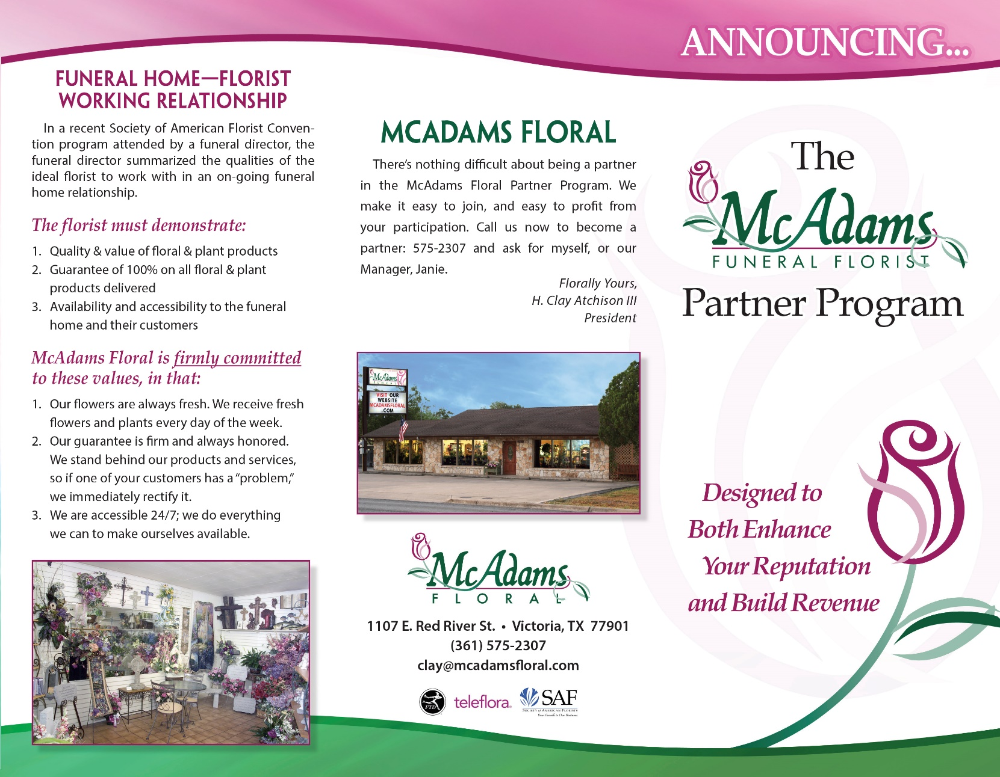 ANNOUNCING...
FUNERAL HOME—FLORIST
WORKING RELATIONSHIP
In a recent Society of American Florist Conven-
tion program attended by a funeral director, the
funeral director summarized the qualities of the
ideal florist to work with in an on-going funeral
home relationship.
The florist must demonstrate:
1. Quality & value of floral & plant products
2. Guarantee of 100% on all floral & plant
products delivered
3. Availability and accessibility to the funeral
home and their customers
McAdams Floral is firmly committed
to these values, in that:
1. Our flowers are always fresh. We receive fresh
flowers and plants every day of the week.
2. Our guarantee is firm and always honored.
We stand behind our products and services,
so if one of your customers has a “problem,”
we immediately rectify it.
3. We are accessible 24/7; we do everything
we can to make ourselves available.
MCADAMS FLORAL
There’s nothing difficult about being a partner
in the McAdams Floral Partner Program. We
make it easy to join, and easy to profit from
your participation. Call us now to become a
partner: 575-2307 and ask for myself, or our
Manager, Janie.
Florally Yours,
H. Clay Atchison III
President
McAdams
FLORAL
VISIT OUR
WEBSITE
MCADAMSFLORAL
.COM
McAdams
FLORAL
1107 E. Red River St. • Victoria, TX 77901
(361) 575-2307
clay@mcadamsfloral.com
FTD
teleflora.
SAF
SOCIETY of AMERICAN FLORISTS
Your Growth is Our Business
The
McAdams
FUNERAL FLORIST
Partner Program
Designed to
Both Enhance
Your Reputation
and Build Revenue